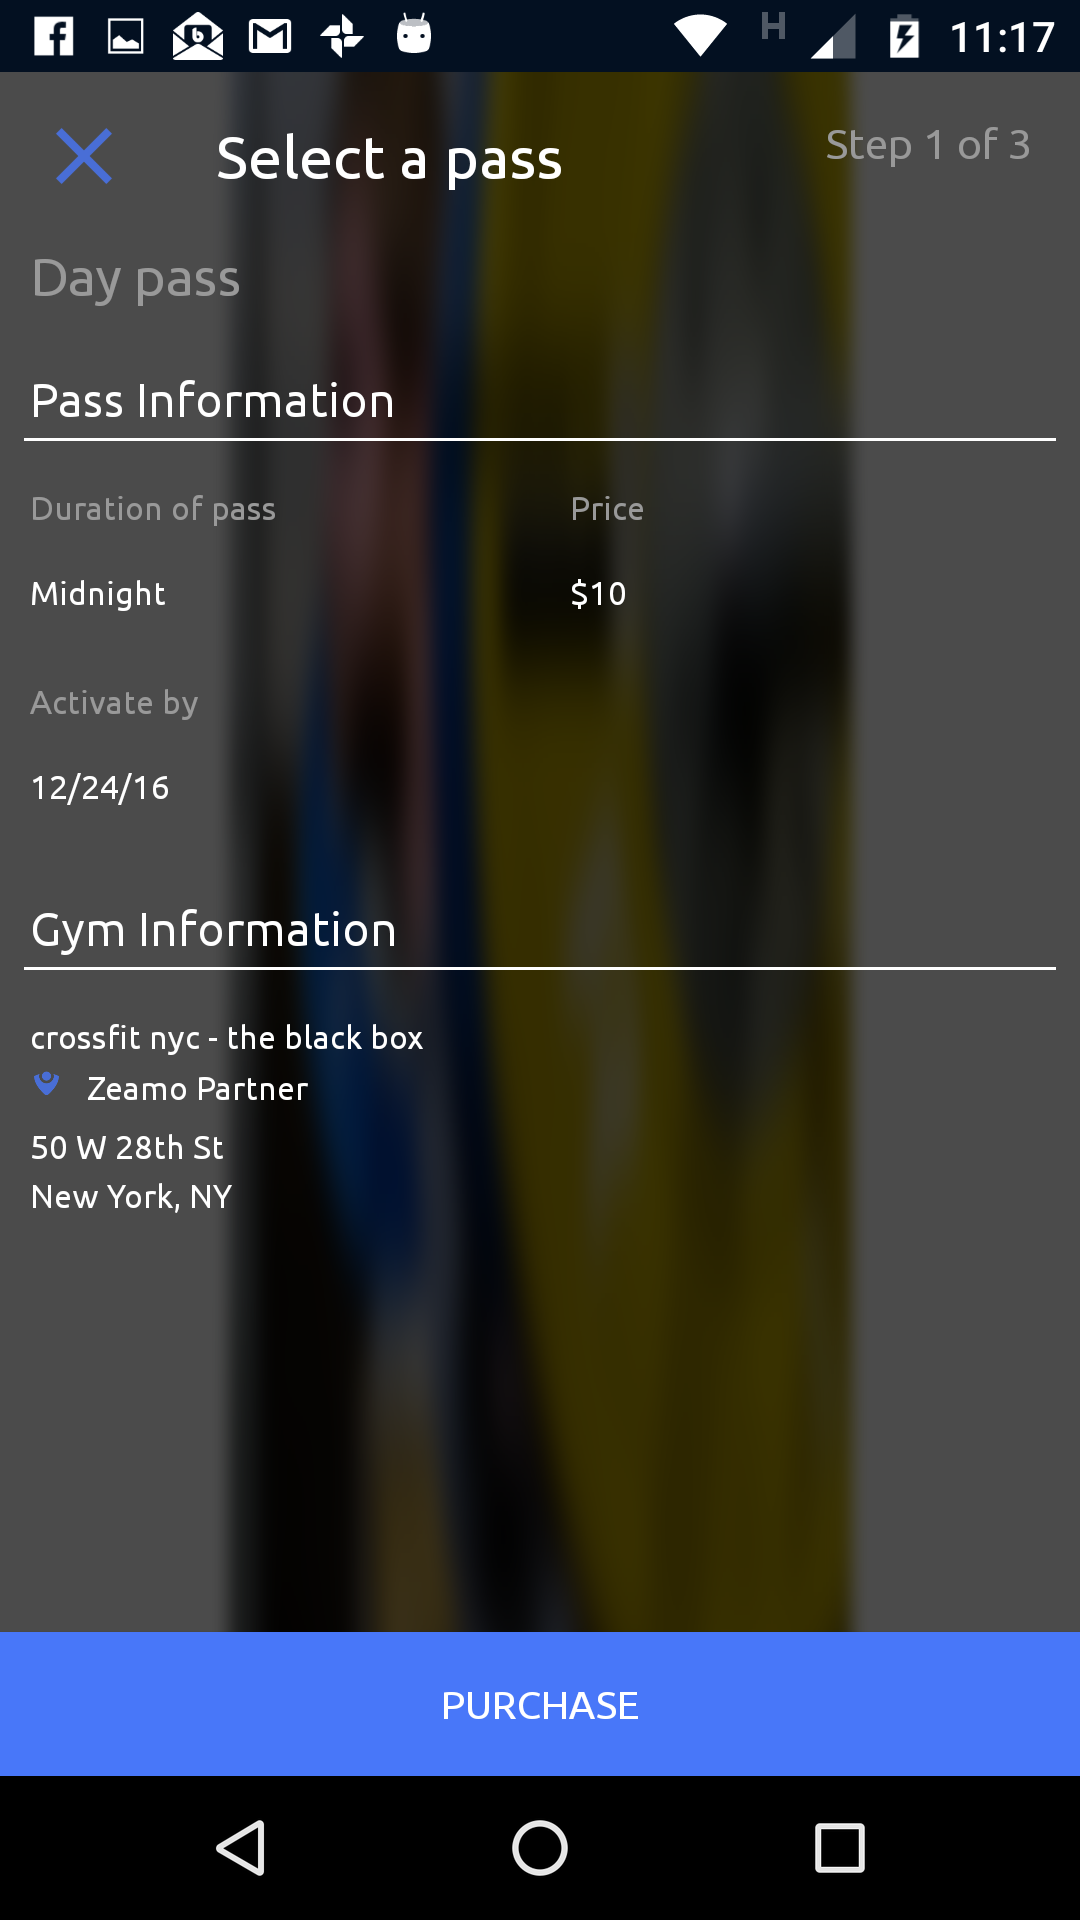 H 11:17
Select a pass
Step 1 of 3
Day pass
Pass Information
Duration of pass Price
Midnight $10
Activate by
12/24/16
Gym Information
crossfit nyc - the black box
Zeamo Partner
50 W 28th St
New York, NY
PURCHASE